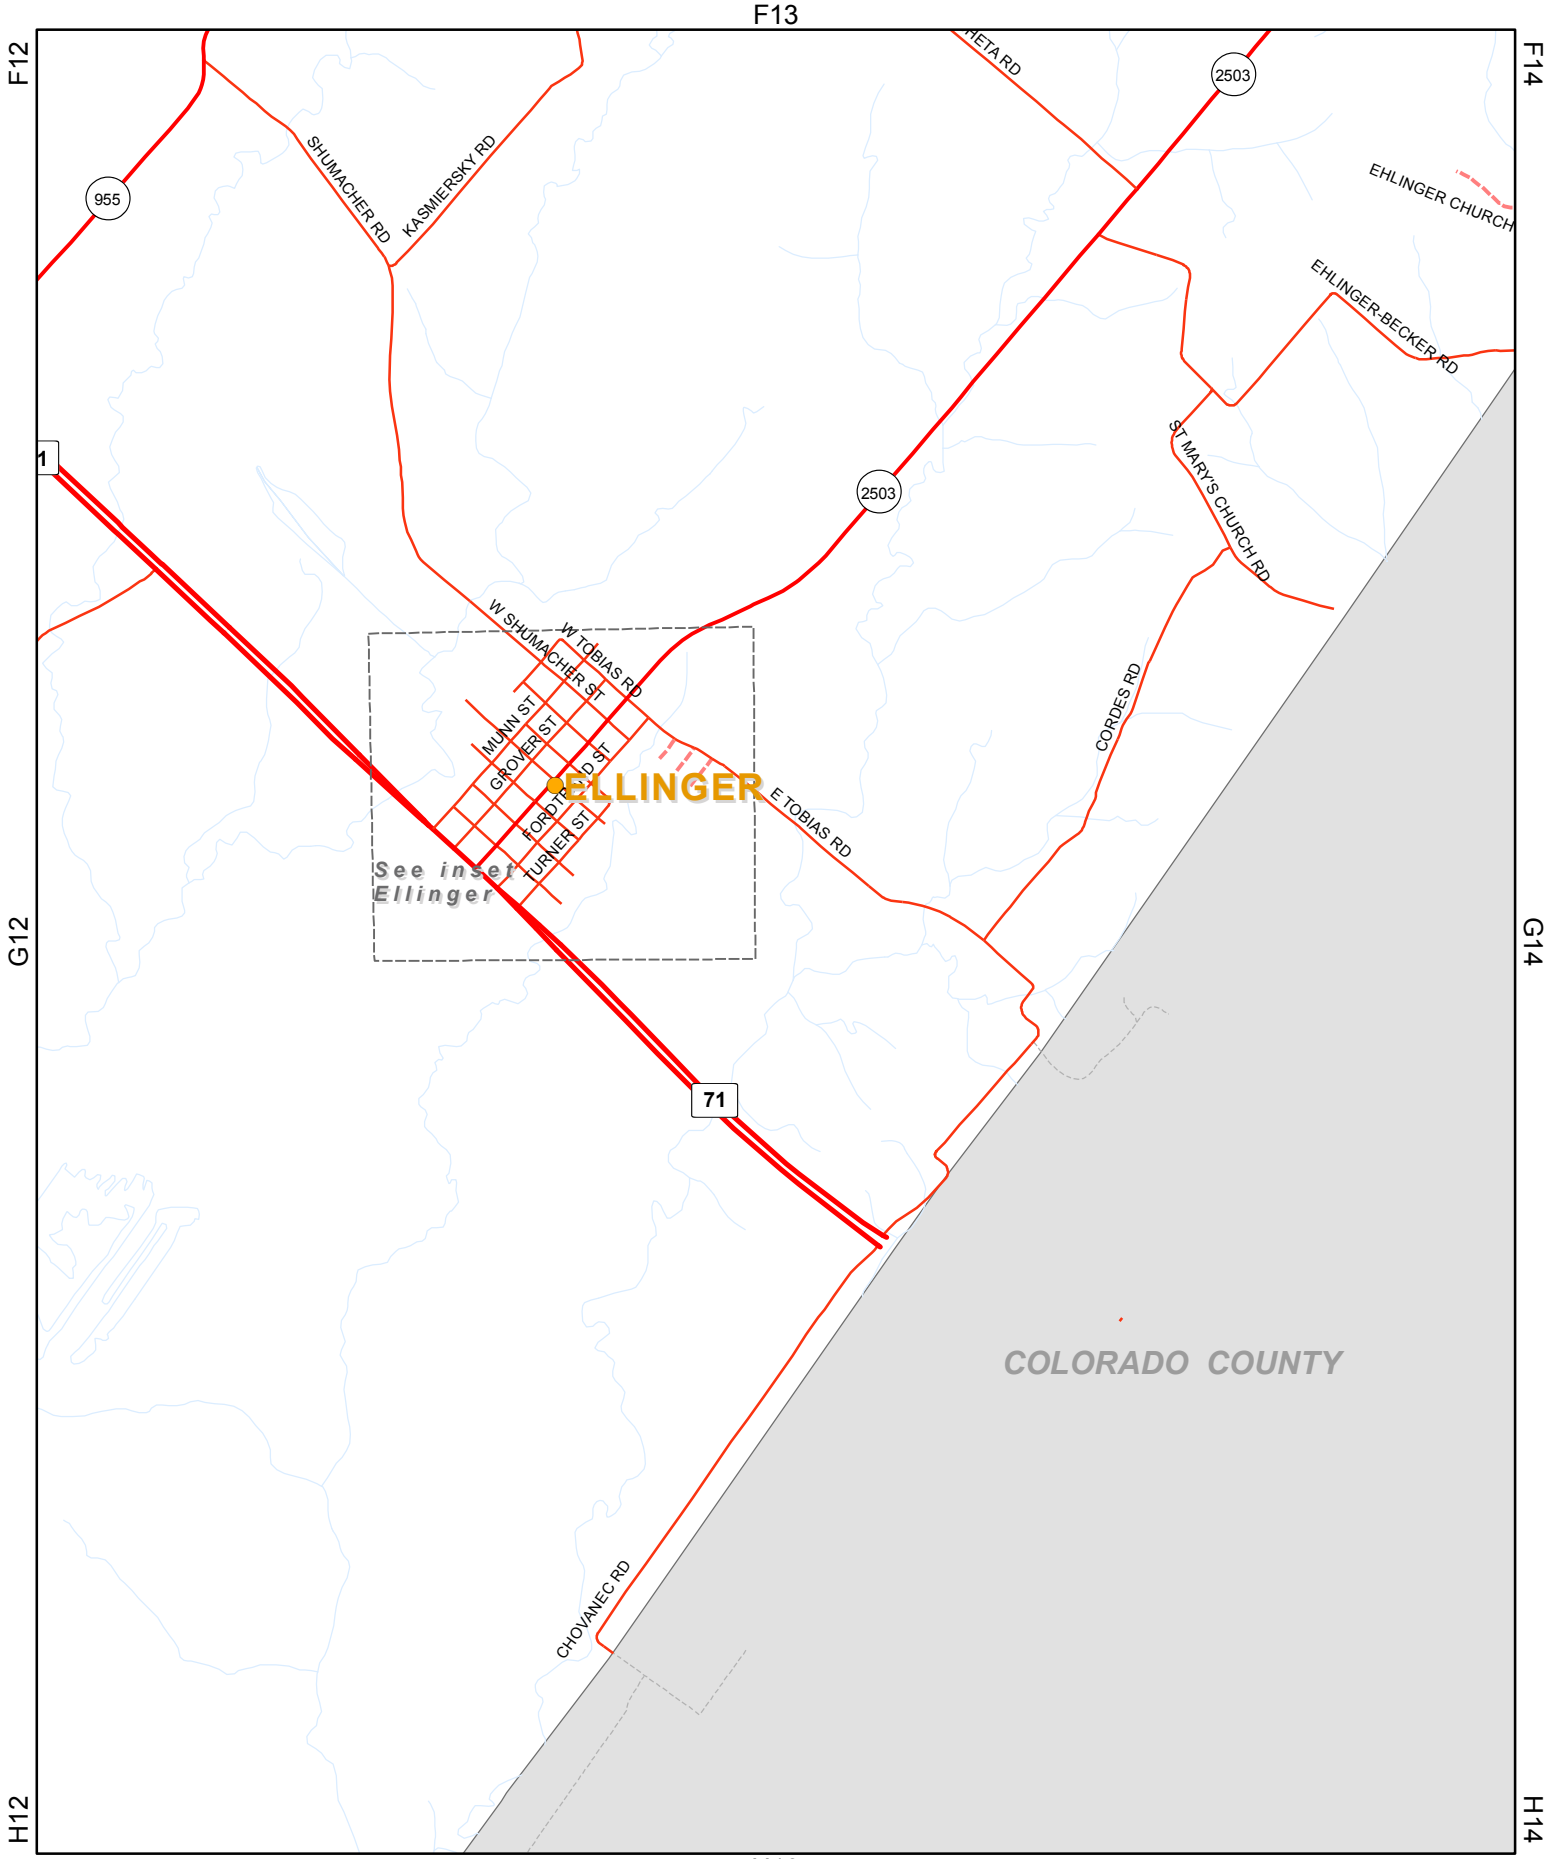 F13
F12
F14
HETA RD
2503
SHUMACHER RD
KASMIERSKY RD
955
EHLINGER CHURCH
EHLINGER-BECKER RD
1
ST MARY'S CHURCH RD
2503
W SHUMACHER ST
W TOBIAS RD
MUNN ST
GROVER ST
CORDES RD
ELLINGER
TURNER ST
E TOBIAS RD
See inset
Ellinger
G12
G14
71
COLORADO COUNTY
CHOVANEC RD
H12
H14